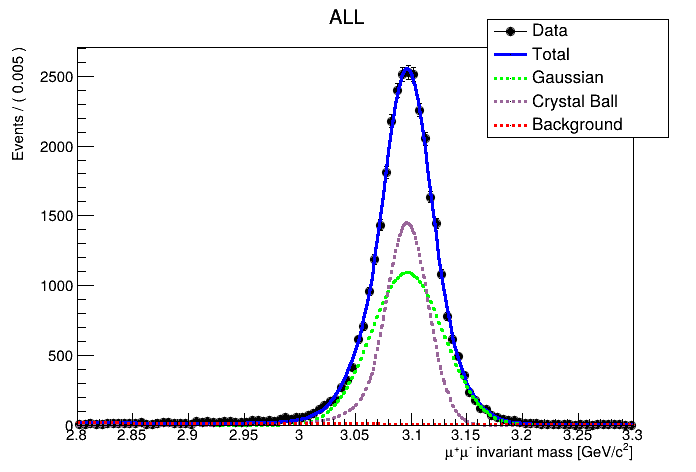 ALL
Data
Total
Gaussian
Crystal Ball
Background
Events / ( 0.005 )
2500
2000
1500
1000
500
0
2.8 2.85 2.9 2.95 3 3.05 3.1 3.15 3.2 3.25 3.3
μ⁺μ⁻ invariant mass [GeV/c²]